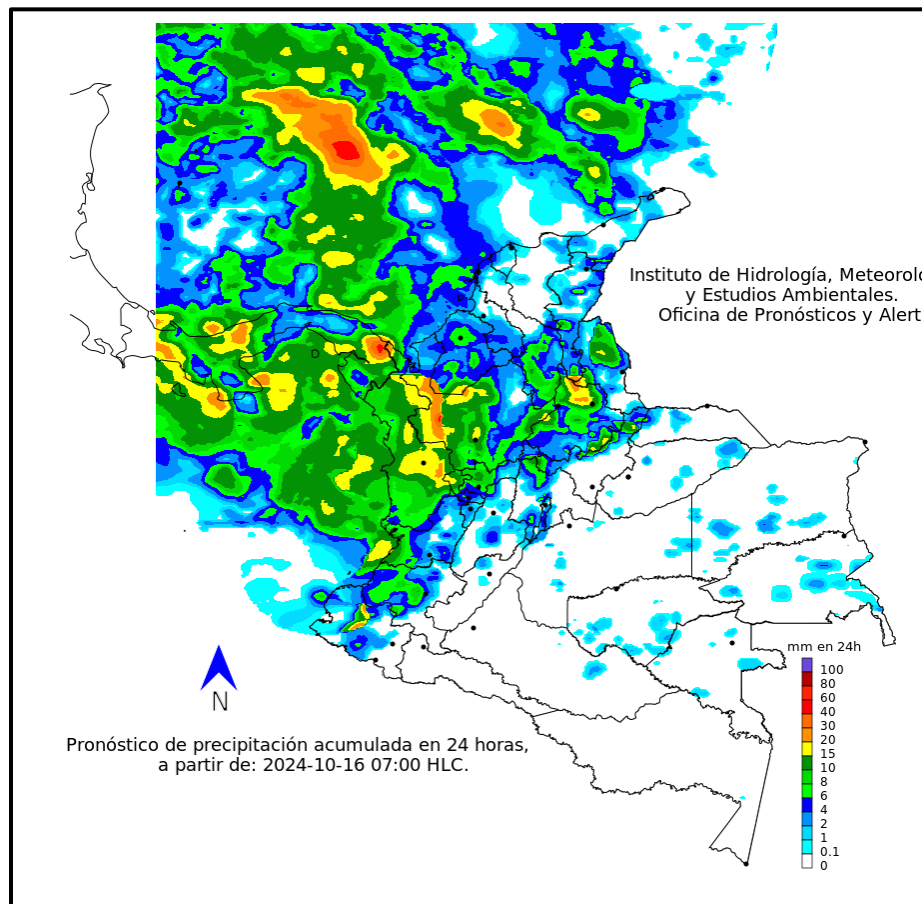 Instituto de Hidrología, Meteorolo
y Estudios Ambientales.
Oficina de Pronósticos y Alert
mm en 24h
100
80
60
40
30
20
15
10
8
6
4
2
1
0.1
0
N
Pronóstico de precipitación acumulada en 24 horas,
a partir de: 2024-10-16 07:00 HLC.